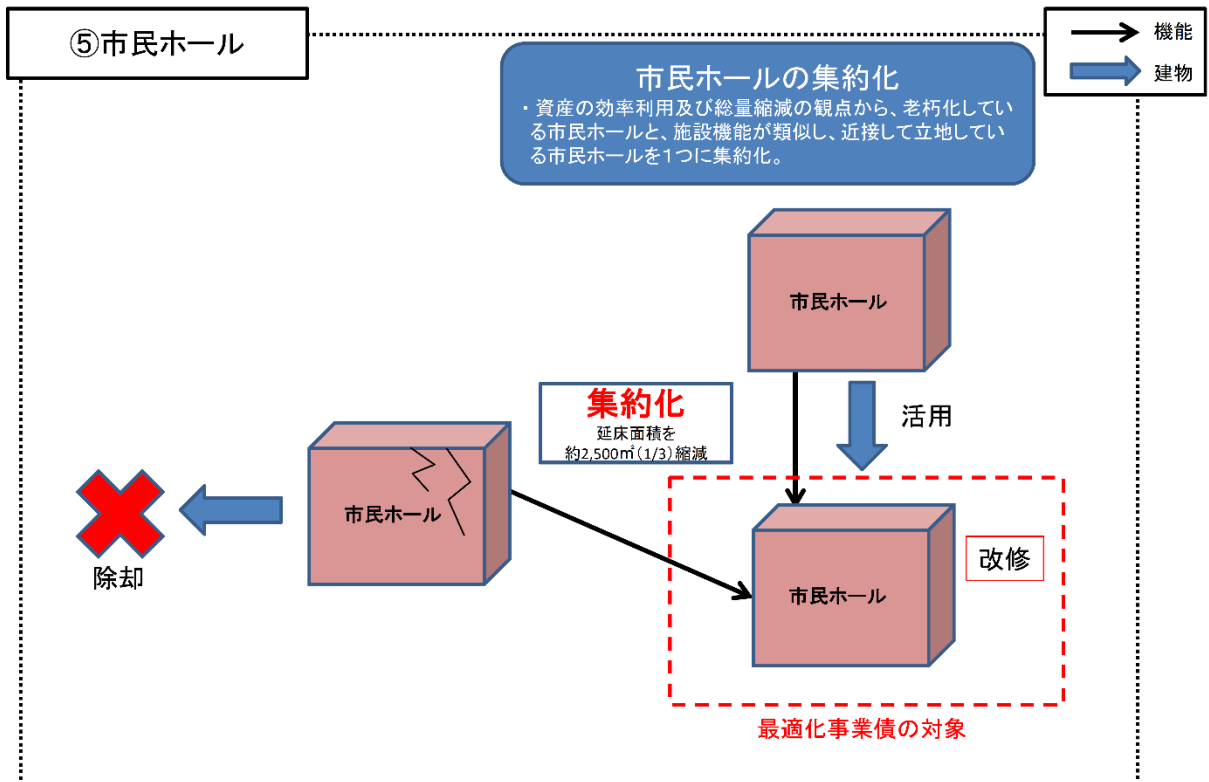 ⑤市民ホール
機能
建物
市民ホールの集約化
・資産の効率利用及び総量縮減の観点から、老朽化してい
る市民ホールと、施設機能が類似し、近接して立地してい
る市民ホールを1つに集約化。
市民ホール
集約化
延床面積を
約2,500㎡(1/3)縮減
活用
市民ホール
除却
市民ホール
改修
最適化事業債の対象